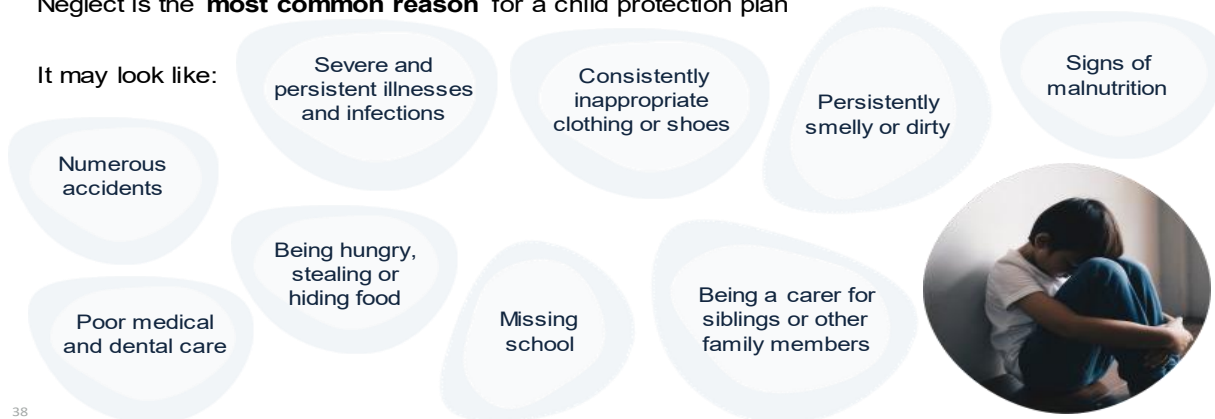 Neglect is the most common reason for a child protection plan
It may look like:
Severe and
persistent illnesses
and infections
Consistently
inappropriate
clothing or shoes
Persistently
smelly or dirty
Signs of
malnutrition
Numerous
accidents
Being hungry,
stealing or
hiding food
Poor medical
and dental care
Missing
school
Being a carer for
siblings or other
family members
38